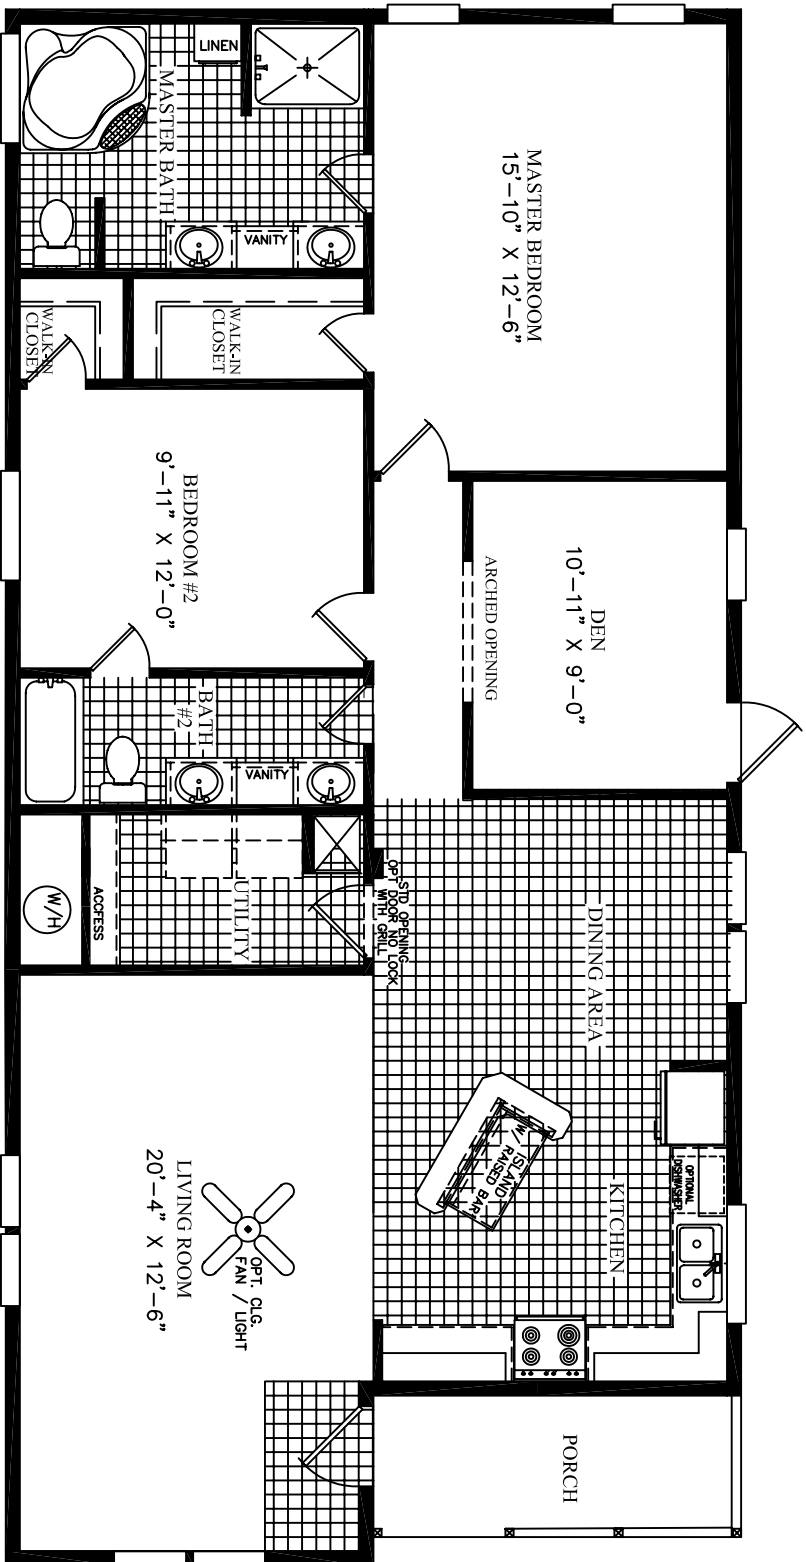 LINEN
MASTER BATH
VANITY
MASTER BEDROOM
15'-10" X 12'-6"
WALK-IN
CLOSET
WALK-IN
CLOSET
BEDROOM #2
9'-11" X 12'-0"
ARCHED OPENING
DEN
10'-11" X 9'-0"
BATH
#2
VANITY
W/H
ACCFESS
UTILITY
STD OPENING
OPT DOOR NO LOCK
WITH GRILL
DINING AREA
ISLAND
W/ RAISED BAR
KITCHEN
OPTIONAL
DISHWASHER
LIVING ROOM
20'-4" X 12'-6"
OPT. CLG.
FAN / LIGHT
PORCH